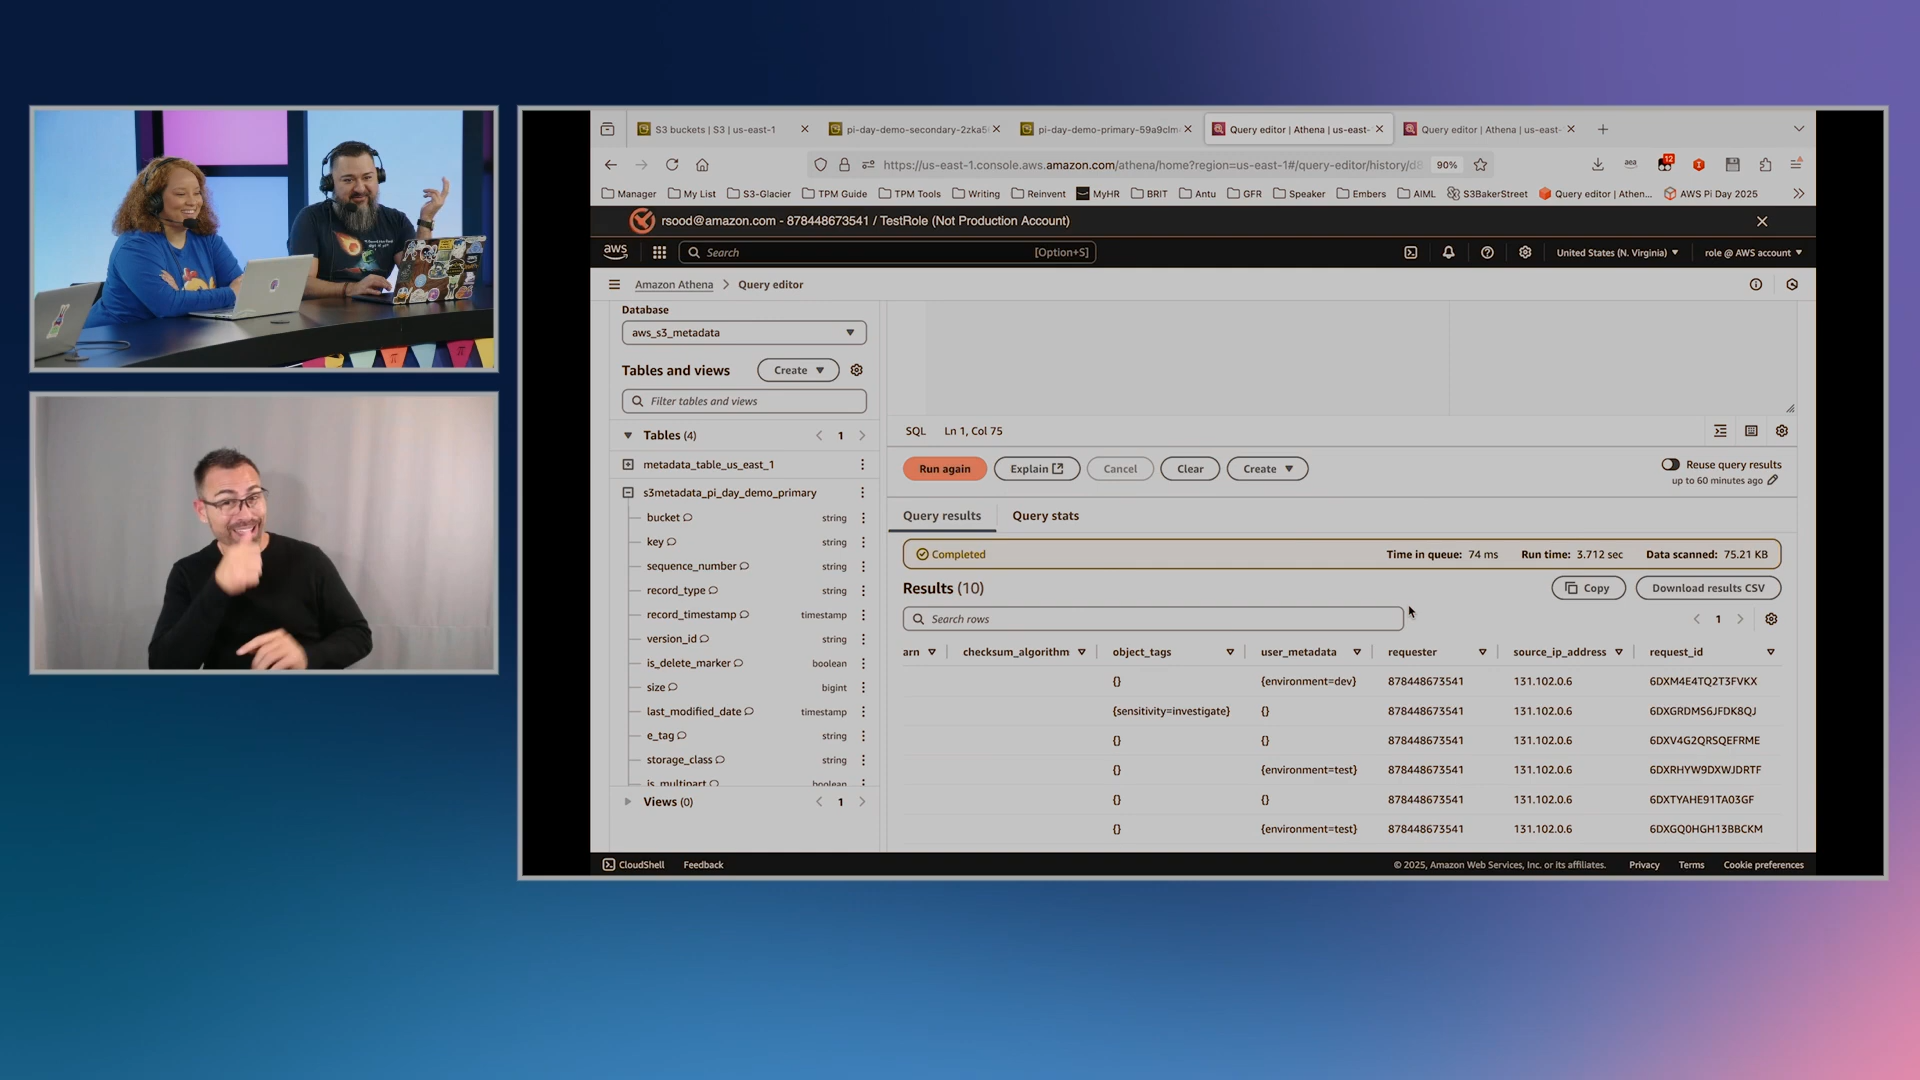 S3 buckets | S3 | us-east-1
pi-day-demo-secondary-2zka5
pi-day-demo-primary-59a9clm
Query editor | Athena | us-east-
Query editor | Athena | us-east-
https://us-east-1.console.aws.amazon.com/athena/home?region=us-east-1#/query-editor/history/d8
90%
aea
12
Manager
My List
S3-Glacier
TPM Guide
TPM Tools
Writing
Reinvent
MyHR
BRIT
Antu
GFR
Speaker
Embers
AIML
S3BakerStreet
Query editor | Athen...
AWS Pi Day 2025
rsood@amazon.com - 878448673541 / TestRole (Not Production Account)
aws
Search
[Option+S]
United States (N. Virginia)
role @ AWS account
Amazon Athena
Query editor
Database
aws_s3_metadata
Tables and views
Create
Filter tables and views
Tables (4)
1
metadata_table_us_east_1
s3metadata_pi_day_demo_primary
bucket string
key string
sequence_number string
record_type string
record_timestamp timestamp
version_id string
is_delete_marker boolean
size bigint
last_modified_date timestamp
e_tag string
storage_class string
is_multipart boolean
Views (0)
1
SQL Ln 1, Col 75
Run again
Explain
Cancel
Clear
Create
Reuse query results
up to 60 minutes ago
Query results
Query stats
Completed
Time in queue: 74 ms
Run time: 3.712 sec
Data scanned: 75.21 KB
Results (10)
Copy
Download results CSV
Search rows
1
arn checksum_algorithm object_tags user_metadata requester source_ip_address request_id
{} {environment=dev} 878448673541 131.102.0.6 6DXM4E4TQ2T3FVKX
{sensitivity=investigate} {} 878448673541 131.102.0.6 6DXGRDMS6JFDK8QJ
{} {} 878448673541 131.102.0.6 6DXV4G2QRSQEFRME
{} {environment=test} 878448673541 131.102.0.6 6DXRHYW9DXWJDRTF
{} {} 878448673541 131.102.0.6 6DXTYAHE91TA03GF
{} {environment=test} 878448673541 131.102.0.6 6DXGQ0HGH13BBCKM
CloudShell
Feedback
© 2025, Amazon Web Services, Inc. or its affiliates.
Privacy
Terms
Cookie preferences